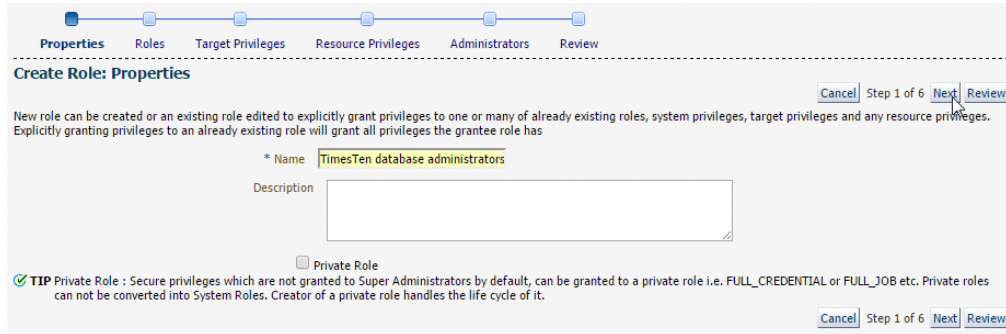 Properties Roles Target Privileges Resource Privileges Administrators Review
Create Role: Properties
Cancel Step 1 of 6 Next Review
New role can be created or an existing role edited to explicitly grant privileges to one or many of already existing roles, system privileges, target privileges and any resource privileges.
Explicitly granting privileges to an already existing role will grant all privileges the grantee role has
* Name TimesTen database administrators
Description
Private Role
TIP Private Role : Secure privileges which are not granted to Super Administrators by default, can be granted to a private role i.e. FULL_CREDENTIAL or FULL_JOB etc. Private roles
can not be converted into System Roles. Creator of a private role handles the life cycle of it.
Cancel Step 1 of 6 Next Review